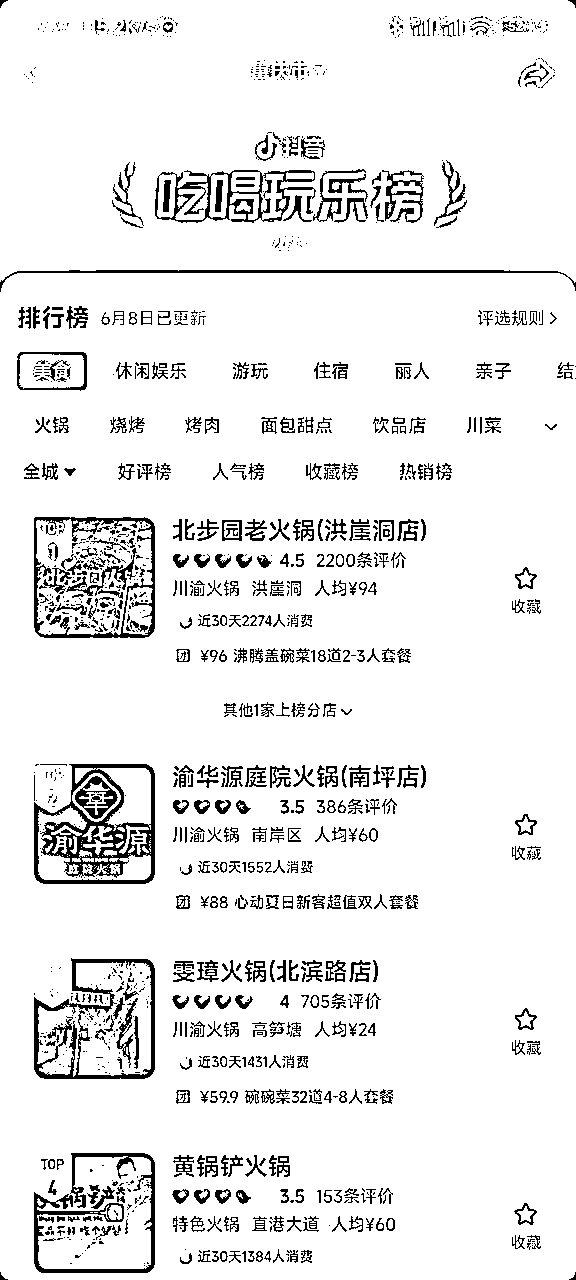 重庆市
抖音
吃喝玩乐榜
排行榜 6月8日已更新 评选规则
美食 休闲娱乐 游玩 住宿 丽人 亲子 结
火锅 烧烤 烤肉 面包甜点 饮品店 川菜
全城 好评榜 人气榜 收藏榜 热销榜
北步园老火锅(洪崖洞店)
4.5 2200条评价
川渝火锅 洪崖洞 人均¥94
收藏
近30天2274人消费
团 ¥96 沸腾盖碗菜18道2-3人套餐
其他1家上榜分店
渝华源
渝华源庭院火锅(南坪店)
3.5 386条评价
川渝火锅 南岸区 人均¥60
收藏
近30天1552人消费
团 ¥88 心动夏日新客超值双人套餐
雯璋火锅(北滨路店)
4 705条评价
川渝火锅 高笋塘 人均¥24
收藏
近30天1431人消费
团 ¥59.9 碗碗菜32道4-8人套餐
TOP
4
黄锅铲火锅
3.5 153条评价
特色火锅 直港大道 人均¥60
收藏
近30天1384人消费